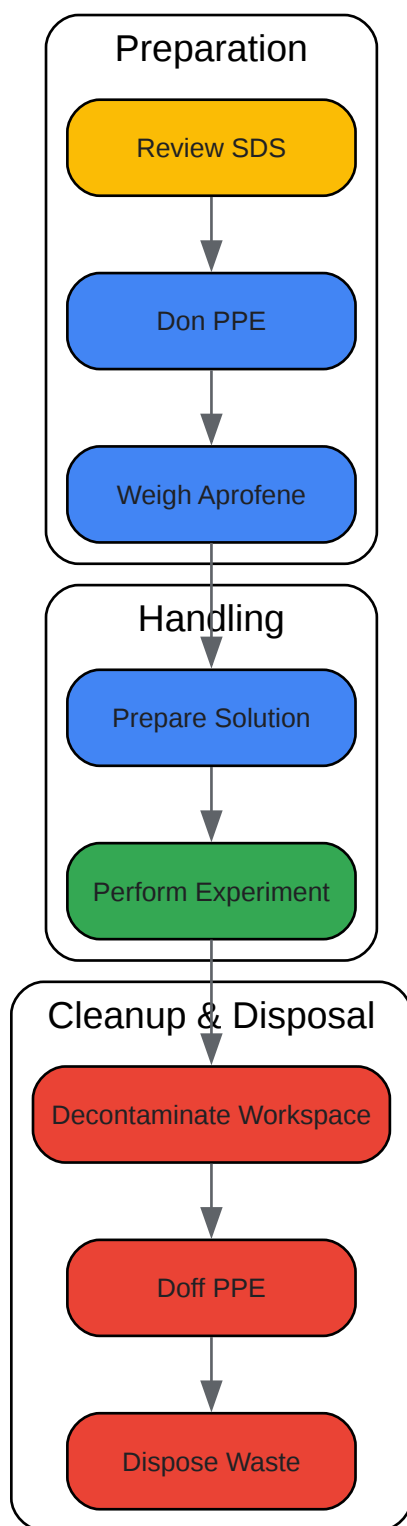 Preparation
Review SDS
Don PPE
Weigh Aprofene
Handling
Prepare Solution
Perform Experiment
Cleanup & Disposal
Decontaminate Workspace
Doff PPE
Dispose Waste